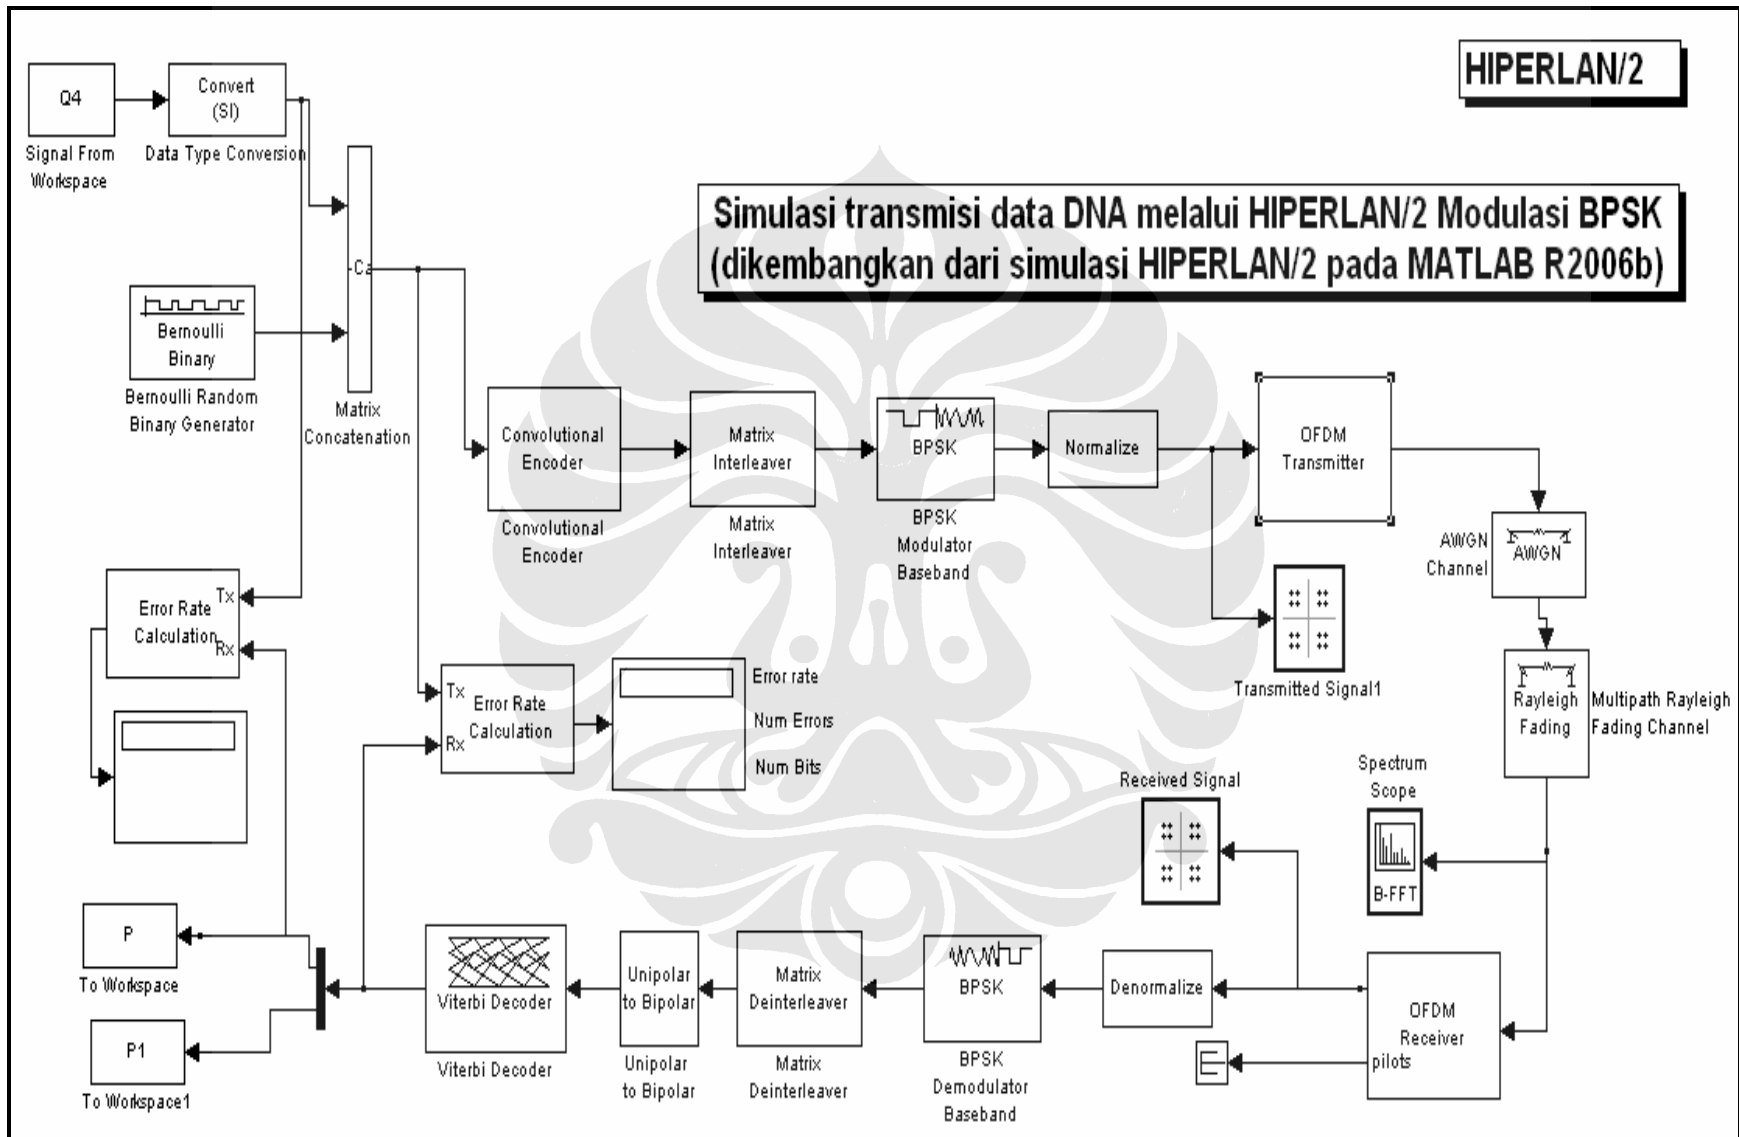 HIPERLAN/2
Q4
Signal From
Workspace
Convert
(SI)
Data Type Conversion
Simulasi transmisi data DNA melalui HIPERLAN/2 Modulasi BPSK
(dikembangkan dari simulasi HIPERLAN/2 pada MATLAB R2006b)
Bernoulli
Binary
Bernoulli Random
Binary Generator
Ca
Matrix
Concatenation
Convolutional
Encoder
Convolutional
Encoder
Matrix
Interleaver
Matrix
Interleaver
BPSK
BPSK
Modulator
Baseband
Normalize
OFDM
Transmitter
AWGN
Channel
AWGN
Transmitted Signal1
Rayleigh
Fading
Multipath Rayleigh
Fading Channel
Tx
Error Rate
Calculation
Rx
Tx
Error Rate
Calculation
Rx
Error rate
Num Errors
Num Bits
Received Signal
Spectrum
Scope
B-FFT
OFDM
Receiver
pilots
Denormalize
BPSK
BPSK
Demodulator
Baseband
Matrix
Deinterleaver
Matrix
Deinterleaver
Unipolar
to Bipolar
Unipolar
to Bipolar
Viterbi Decoder
Viterbi Decoder
P
To Workspace
P1
To Workspace1